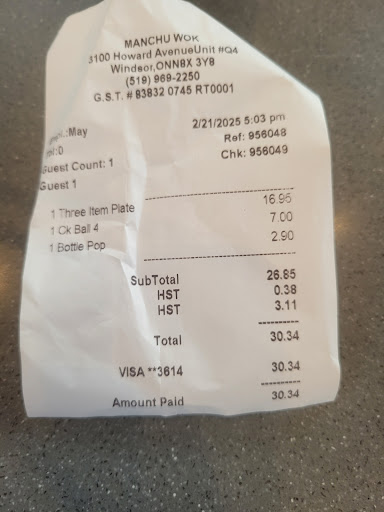 MANCHU WOK
3100 Howard AvenueUnit #Q4
Windsor,ONN8X 3Y8
(519) 969-2250
G.S.T. # 83832 0745 RT0001
2/21/2025 5:03 pm
:May
Ref: 956048
:0
Chk: 956049
Guest Count: 1
Guest 1
1 Three Item Plate 16.95
1 Ck Ball 4 7.00
1 Bottle Pop 2.90
SubTotal 26.85
HST 0.38
HST 3.11
Total 30.34
VISA **3614 30.34
Amount Paid 30.34